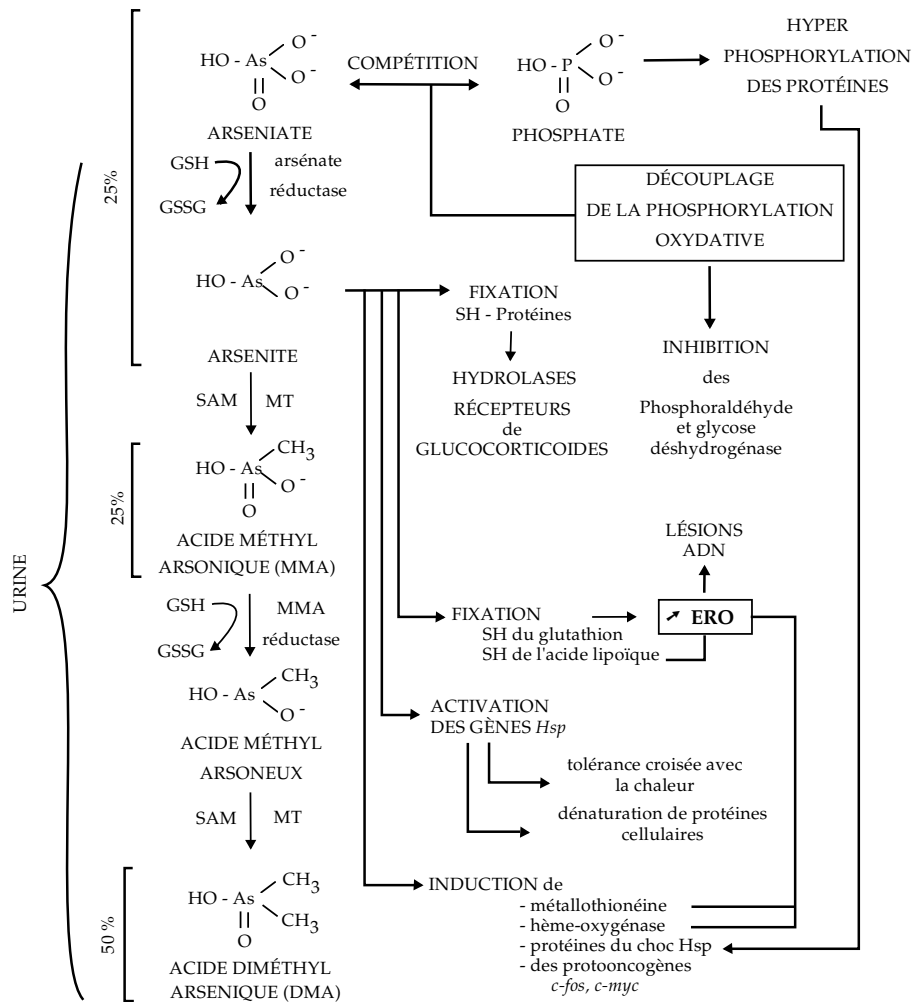 HO - As
O -
O -
O
ARSENIATE
COMPÉTITION
HO - P
O -
O -
O
PHOSPHATE
HYPER
PHOSPHORYLATION
DES PROTÉINES
GSH
GSSG
arsénate
réductase
25%
DÉCOUPLAGE
DE LA PHOSPHORYLATION
OXYDATIVE
HO - As
O -
O -
ARSENITE
FIXATION
SH - Protéines
HYDROLASES
RÉCEPTEURS
de
GLUCOCORTICOIDES
INHIBITION
des
Phosphoraldéhyde
et glycose
déshydrogénase
SAM
MT
HO - As
CH3
O -
O
25%
ACIDE MÉTHYL
ARSONIQUE (MMA)
URINE
LÉSIONS
ADN
GSH
GSSG
MMA
réductase
FIXATION
SH du glutathion
SH de l'acide lipoïque
ERO
HO - As
CH3
O -
ACIDE MÉTHYL
ARSONEUX
ACTIVATION
DES GÈNES Hsp
tolérance croisée avec
la chaleur
dénaturation de protéines
cellulaires
SAM
MT
HO - As
CH3
CH3
O
50 %
ACIDE DIMÉTHYL
ARSENIQUE (DMA)
INDUCTION de
- métallothionéine
- hème-oxygénase
- protéines du choc Hsp
- des protooncogènes
c-fos, c-myc